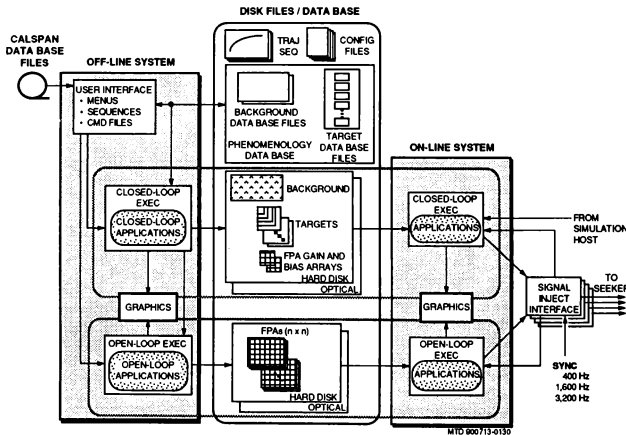 DISK FILES / DATA BASE
CALSPAN
DATA BASE
FILES
OFF-LINE SYSTEM
TRAJ
SEQ
CONFIG
FILES
USER INTERFACE
• MENUS
• SEQUENCES
• CMD FILES
BACKGROUND
DATA BASE FILES
PHENOMENOLOGY
DATA BASE
TARGET
DATA BASE
FILES
ON-LINE SYSTEM
CLOSED-LOOP
EXEC
CLOSED-LOOP
APPLICATIONS
BACKGROUND
TARGETS
FPA GAIN AND
BIAS ARRAYS
HARD DISK
OPTICAL
CLOSED-LOOP
EXEC
APPLICATIONS
FROM
SIMULATION
HOST
GRAPHICS
GRAPHICS
SIGNAL
INJECT
INTERFACE
TO
SEEKER
OPEN-LOOP EXEC
OPEN-LOOP
APPLICATIONS
FPAs (n x n)
HARD DISK
OPTICAL
OPEN-LOOP
EXEC
APPLICATIONS
SYNC
400 Hz
1,600 Hz
3,200 Hz
MTD 900713-0130